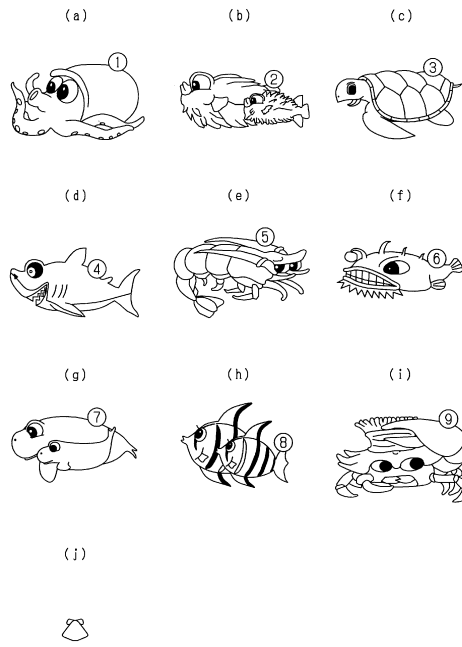 (a) (b) (c)
① ② ③
(d) (e) (f)
④ ⑤ ⑥
(g) (h) (i)
⑦ ⑧ ⑨
(j)